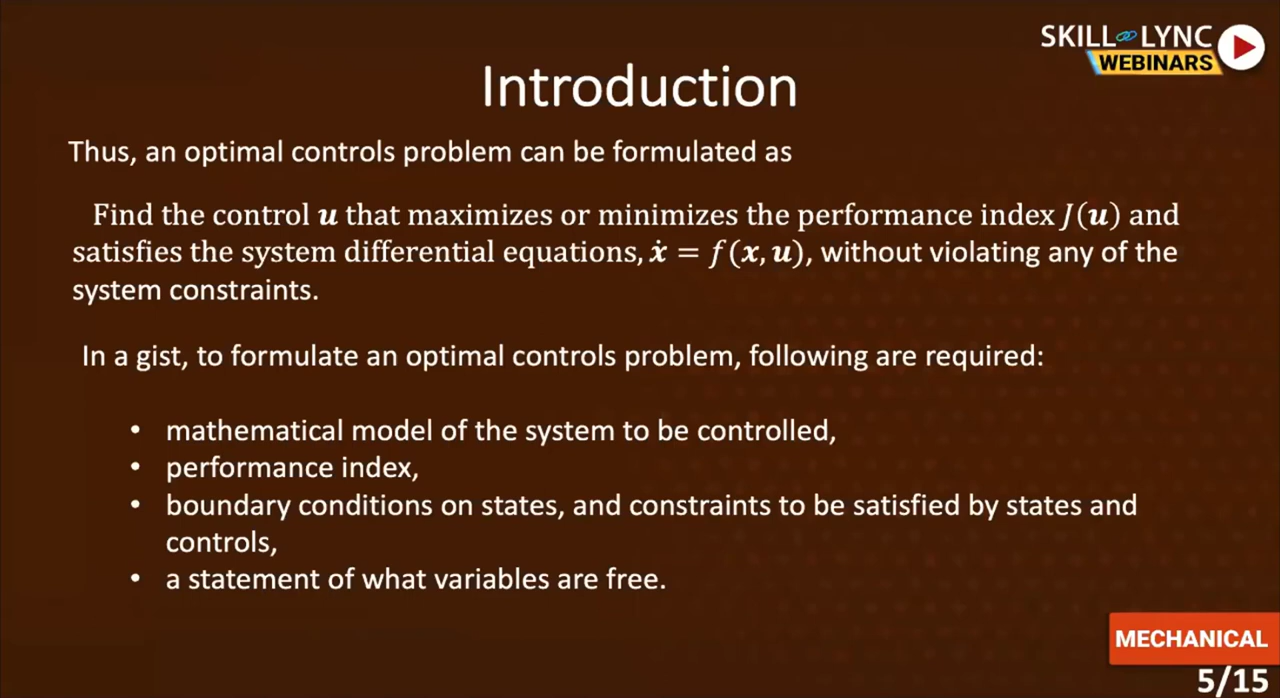 SKILL LYNC
WEBINARS
Introduction
Thus, an optimal controls problem can be formulated as
Find the control u that maximizes or minimizes the performance index J(u) and
satisfies the system differential equations, ẋ = f(x, u), without violating any of the
system constraints.
In a gist, to formulate an optimal controls problem, following are required:
• mathematical model of the system to be controlled,
• performance index,
• boundary conditions on states, and constraints to be satisfied by states and
controls,
• a statement of what variables are free.
MECHANICAL
5/15